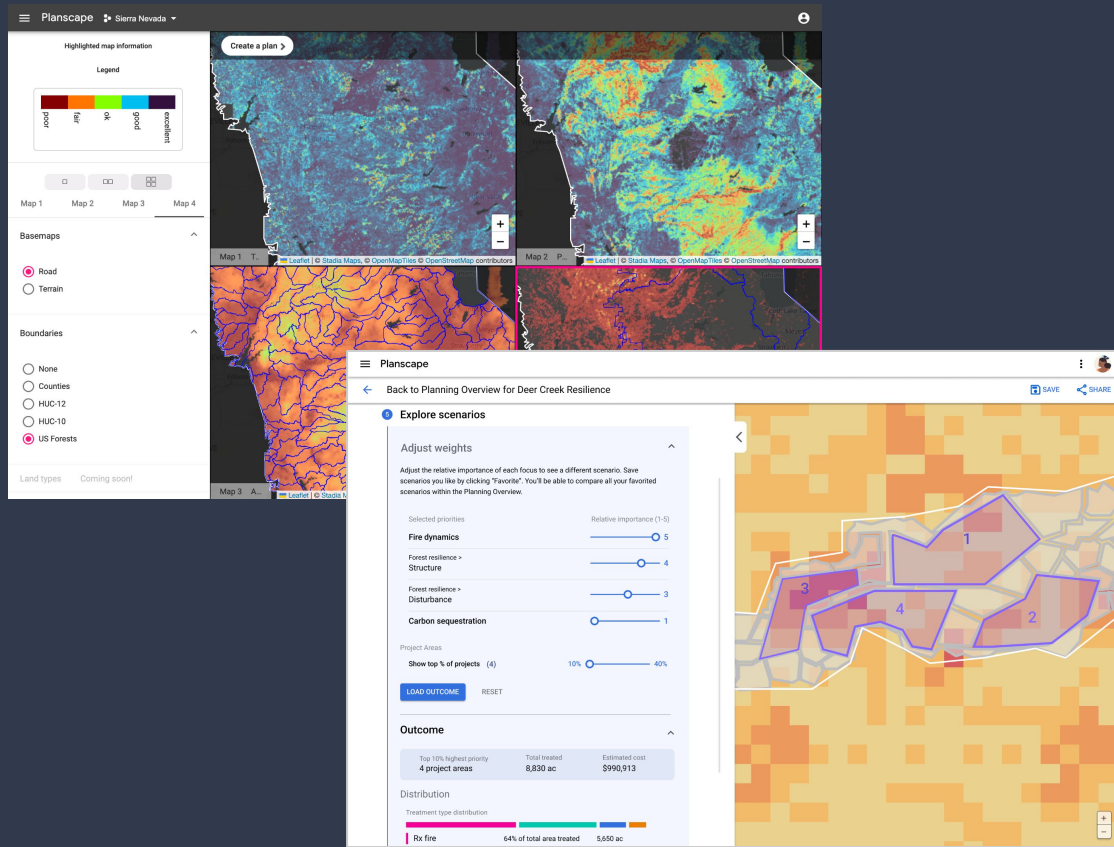 Planscape Sierra Nevada
Highlighted map information
Legend
poor
fair
ok
good
excellent
Map 1 Map 2 Map 3 Map 4
Basemaps
Road
Terrain
Boundaries
None
Counties
HUC-12
HUC-10
US Forests
Land types Coming soon!
Create a plan
+
−
Map 1 T..
Leaflet | © Stadia Maps, © OpenMapTiles © OpenStreetMap contributors
+
−
Map 2 P...
Leaflet | © Stadia Maps, © OpenMapTiles © OpenStreetMap contributors
Map 3 A...
Leaflet | © Stadia M
Planscape
Back to Planning Overview for Deer Creek Resilience
SAVE SHARE
5 Explore scenarios
Adjust weights
Adjust the relative importance of each focus to see a different scenario. Save
scenarios you like by clicking "Favorite". You'll be able to compare all your favorited
scenarios within the Planning Overview.
Selected priorities Relative importance (1-5)
Fire dynamics 5
Forest resilience >
Structure 4
Forest resilience >
Disturbance 3
Carbon sequestration 1
Project Areas
Show top % of projects (4) 10% 40%
LOAD OUTCOME RESET
Outcome
Top 10% highest priority Total treated Estimated cost
4 project areas 8,830 ac $990,913
Distribution
Treatment type distribution
Rx fire 64% of total area treated 5,650 ac
1
3
4
2
+
−